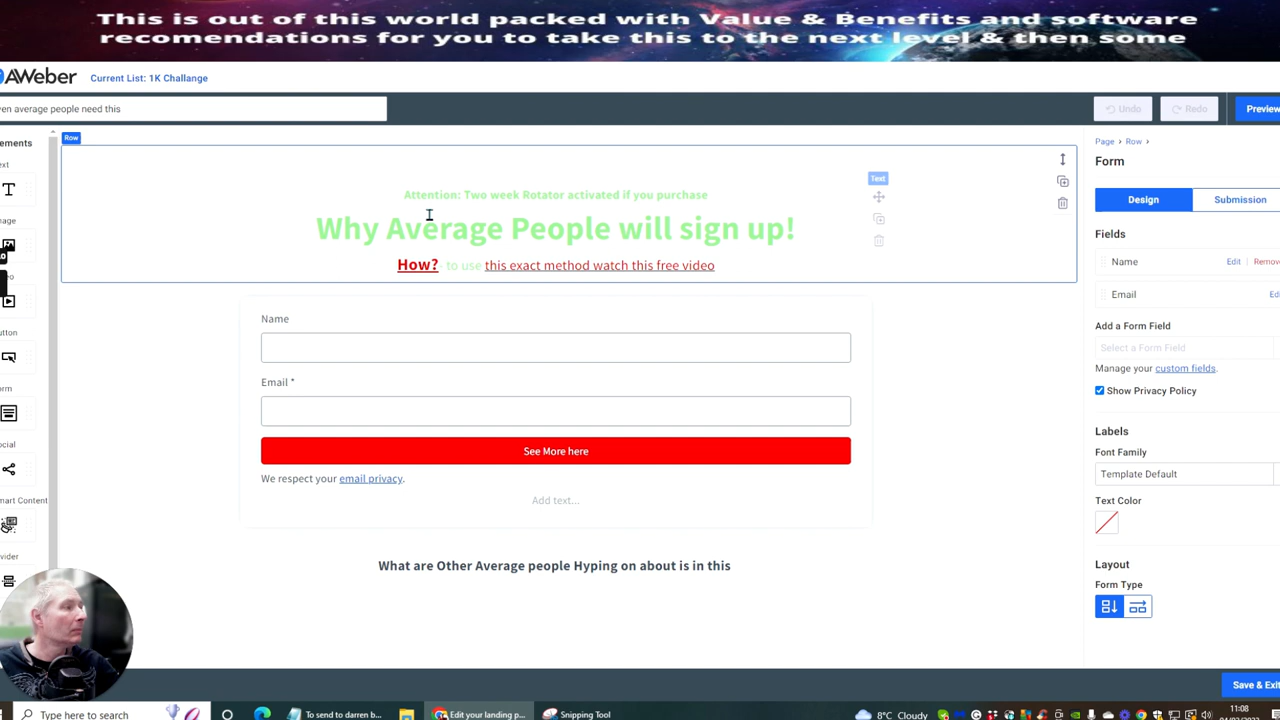 This is out of this world packed with Value & Benefits and software
recomendations for you to take this to the next level & then some
AWeber
Current List: 1K Challange
en average people need this
Undo
Redo
Preview
ements
Row
Page › Row ›
Form
Text
Design
Submission
Attention: Two week Rotator activated if you purchase
Why Average People will sign up!
How? - to use this exact method watch this free video
Fields
Name
Edit
Remove
Email
Name
Email *
See More here
We respect your email privacy.
Add text...
Add a Form Field
Select a Form Field
Manage your custom fields.
Show Privacy Policy
Labels
Font Family
Template Default
Text Color
Layout
Form Type
mart Content
What are Other Average people Hyping on about is in this
Save & Exit
Type here to search
To send to darren b...
Edit your landing p...
Snipping Tool
8°C Cloudy
11:08